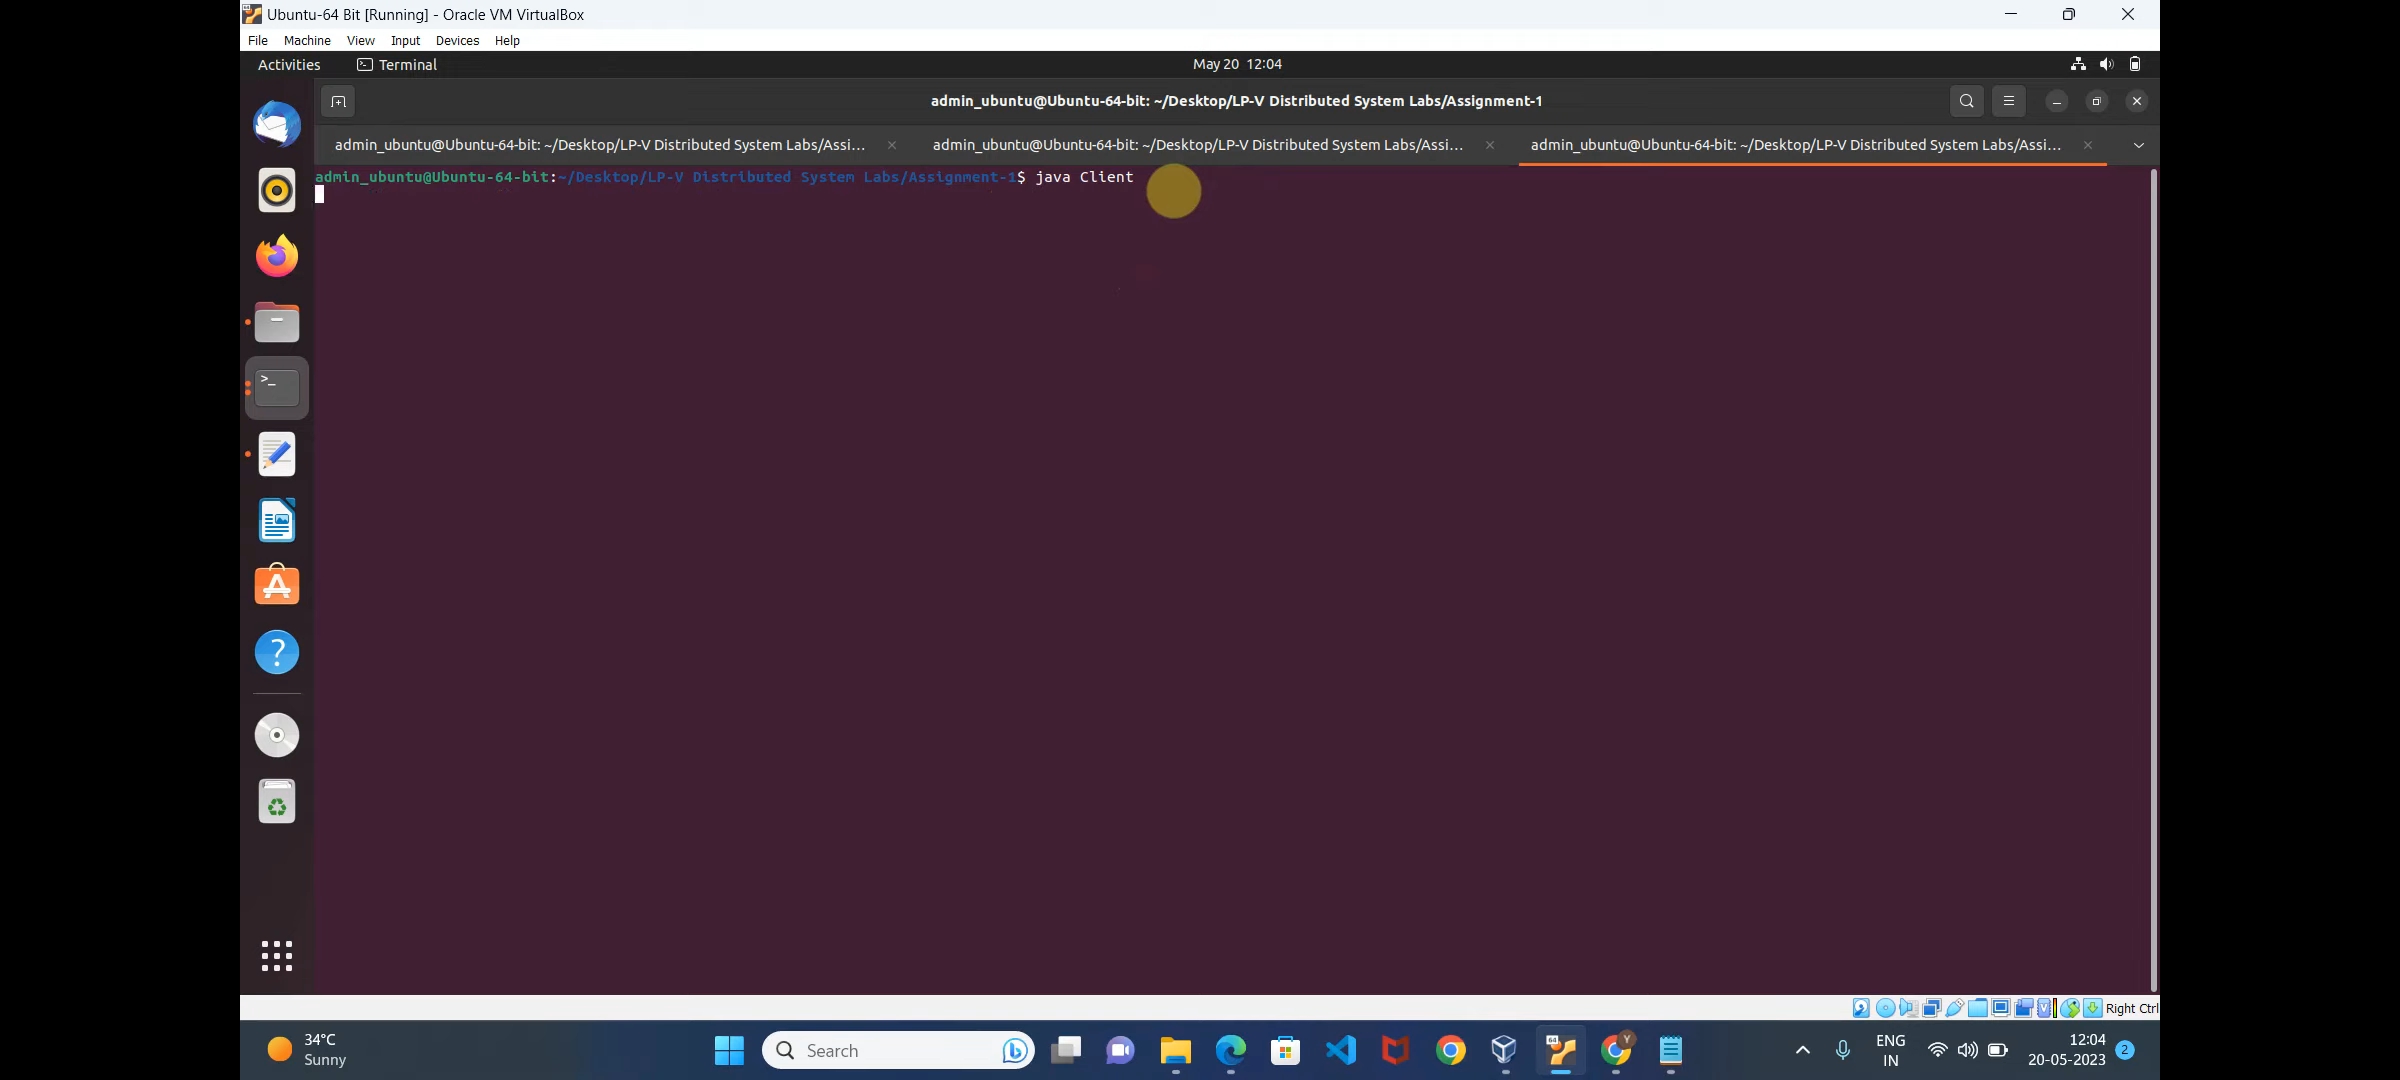 Ubuntu-64 Bit [Running] - Oracle VM VirtualBox
File Machine View Input Devices Help
Activities Terminal May 20 12:04
admin_ubuntu@Ubuntu-64-bit: ~/Desktop/LP-V Distributed System Labs/Assignment-1
admin_ubuntu@Ubuntu-64-bit: ~/Desktop/LP-V Distributed System Labs/Assi... admin_ubuntu@Ubuntu-64-bit: ~/Desktop/LP-V Distributed System Labs/Assi... admin_ubuntu@Ubuntu-64-bit: ~/Desktop/LP-V Distributed System Labs/Assi...
admin_ubuntu@Ubuntu-64-bit:~/Desktop/LP-V Distributed System Labs/Assignment-1$ java Client
Right Ctrl
34°C
Sunny
Search
ENG
IN
12:04
20-05-2023
2